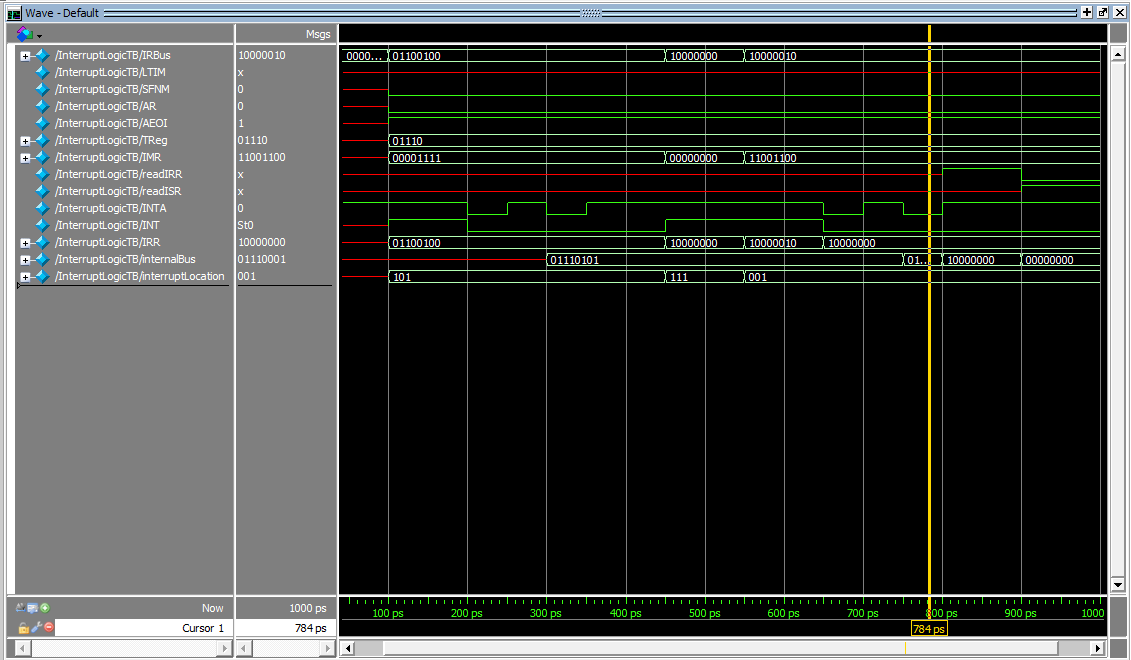 Wave - Default
Msgs
/InterruptLogicTB/IRBus 10000010 0000... 01100100 10000000 10000010
/InterruptLogicTB/LTIM x
/InterruptLogicTB/SFNM 0
/InterruptLogicTB/AR 0
/InterruptLogicTB/AEOI 1
/InterruptLogicTB/TReg 01110 01110
/InterruptLogicTB/IMR 11001100 00001111 00000000 11001100
/InterruptLogicTB/readIRR x
/InterruptLogicTB/readISR x
/InterruptLogicTB/INTA 0
/InterruptLogicTB/INT St0
/InterruptLogicTB/IRR 10000000 01100100 10000000 10000010 10000000
/InterruptLogicTB/internalBus 01110001 01110101 01... 10000000 00000000
/InterruptLogicTB/interruptLocation 001 101 111 001
Now 1000 ps 100 ps 200 ps 300 ps 400 ps 500 ps 600 ps 700 ps 800 ps 900 ps 1000
Cursor 1 784 ps 784 ps